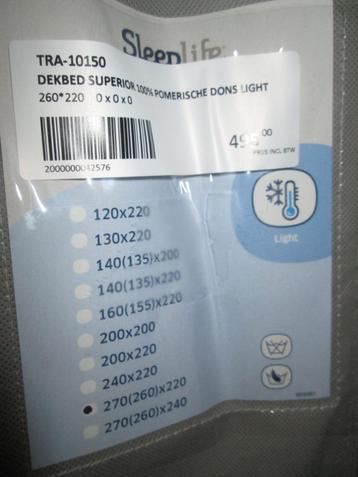 Sleeplife
TRA-10150
DEKBED SUPERIOR 100% POMERISCHE DONS LIGHT
260*220 0 x 0 x 0
495,00
PRIJS INCL BTW
2000000042576
120x220
130x220
140(135)x200
140(135)x220
160(155)x220
200x200
200x220
240x220
270(260)x220
270(260)x240
Light